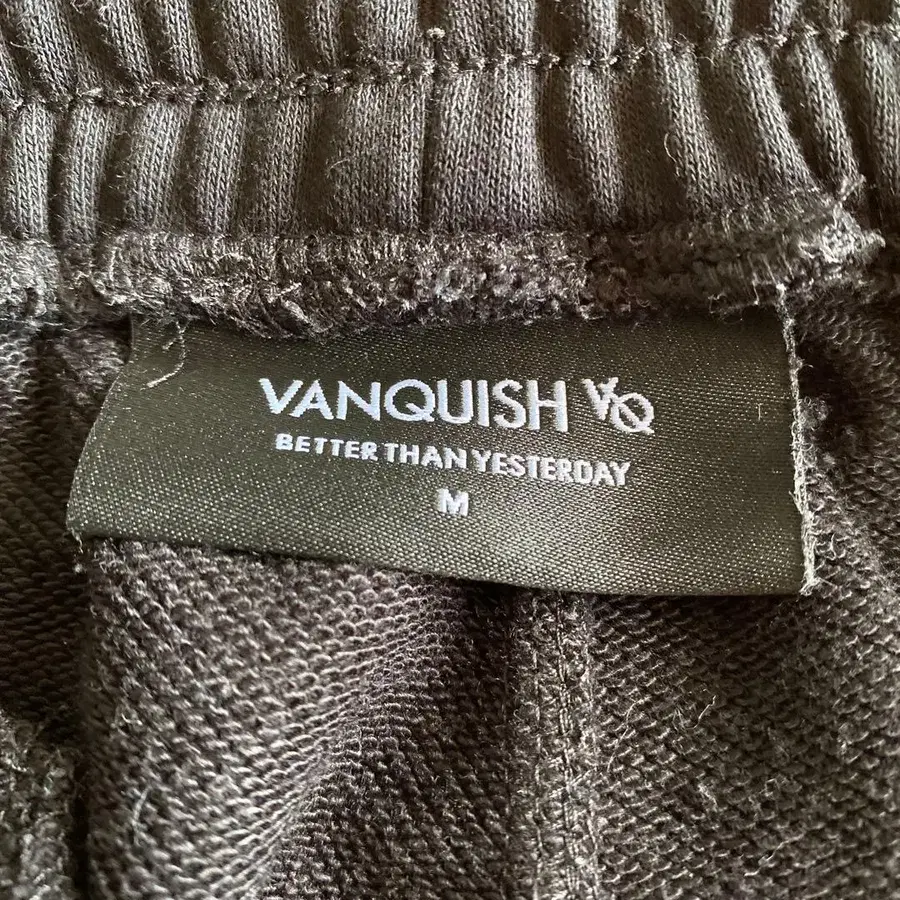 VANQUISH VQ
BETTER THAN YESTERDAY
M